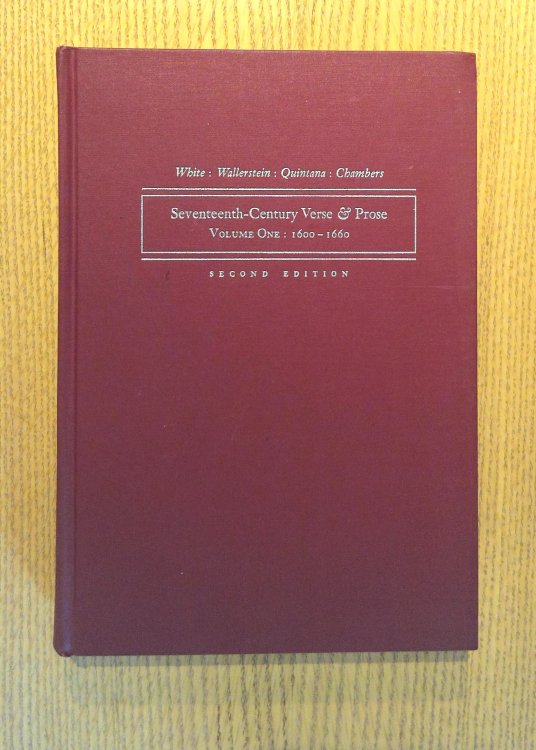 White : Wallerstein : Quintana : Chambers
Seventeenth-Century Verse & Prose
Volume One : 1600–1660
SECOND EDITION